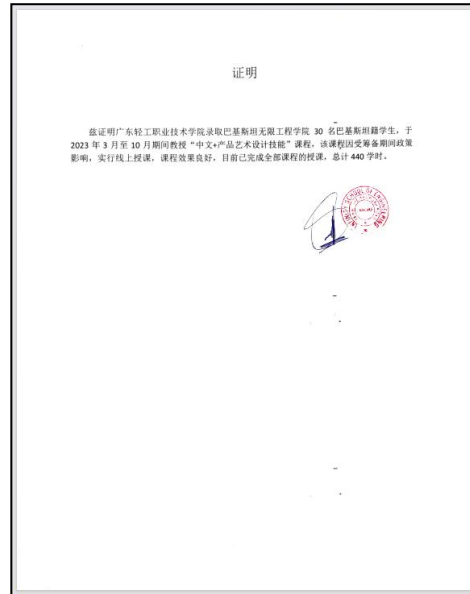 证明
兹证明广东轻工职业技术学院录取巴基斯坦无限工程学院 30 名巴基斯坦籍学生，于
2023 年 3 月至 10 月期间教授“中文+产品艺术设计技能”课程，该课程因受筹备期间政策
影响，实行线上授课，课程效果良好，目前已完成全部课程的授课，总计 440 学时。
SCHOOL OF ENGINEERING